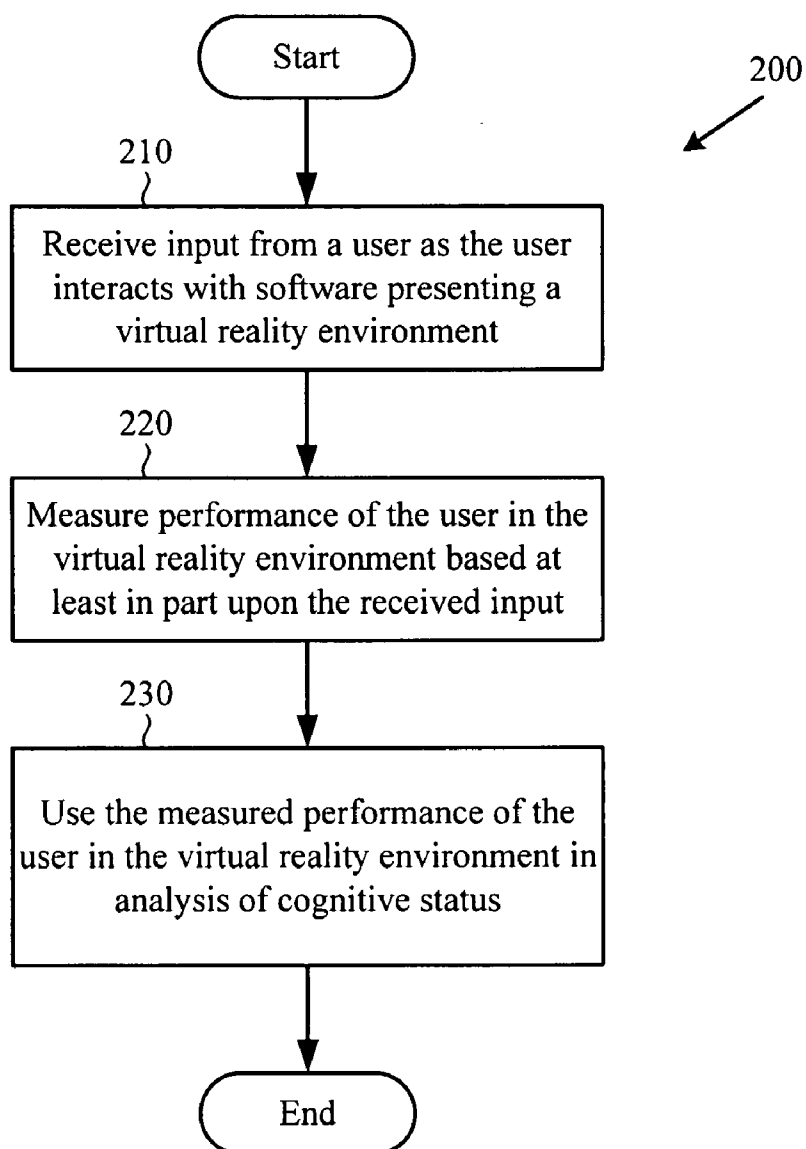 Start
200
210
Receive input from a user as the user
interacts with software presenting a
virtual reality environment
220
Measure performance of the user in the
virtual reality environment based at
least in part upon the received input
230
Use the measured performance of the
user in the virtual reality environment in
analysis of cognitive status
End